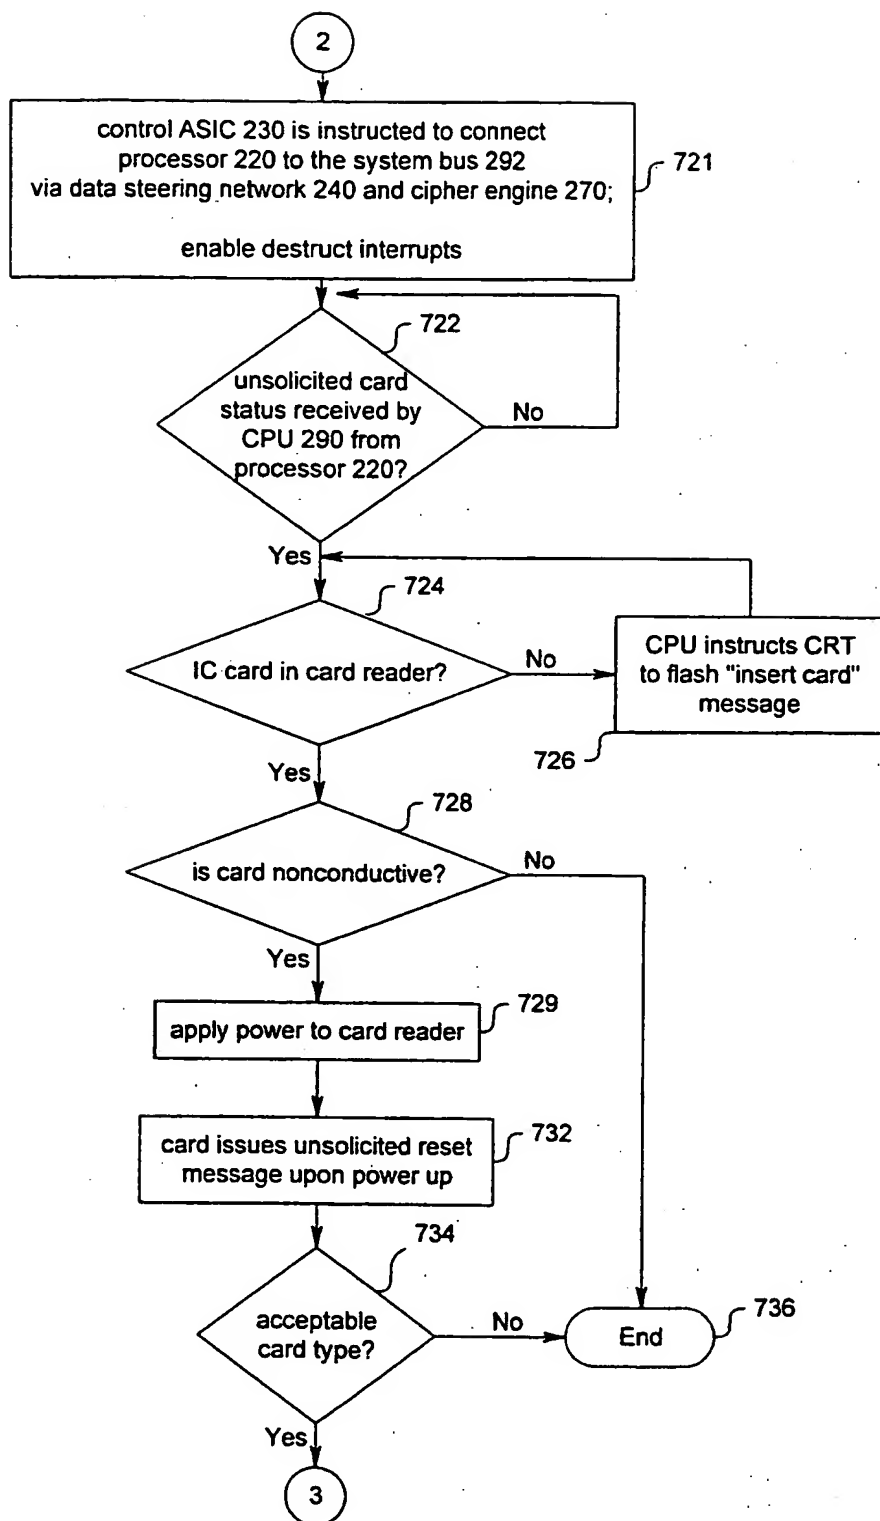 2
control ASIC 230 is instructed to connect
processor 220 to the system bus 292
via data steering network 240 and cipher engine 270;
enable destruct interrupts
721
722
unsolicited card
status received by
CPU 290 from
processor 220?
No
Yes
724
IC card in card reader?
No
CPU instructs CRT
to flash "insert card"
message
726
Yes
728
is card nonconductive?
No
Yes
729
apply power to card reader
732
card issues unsolicited reset
message upon power up
734
acceptable
card type?
No
End
736
Yes
3